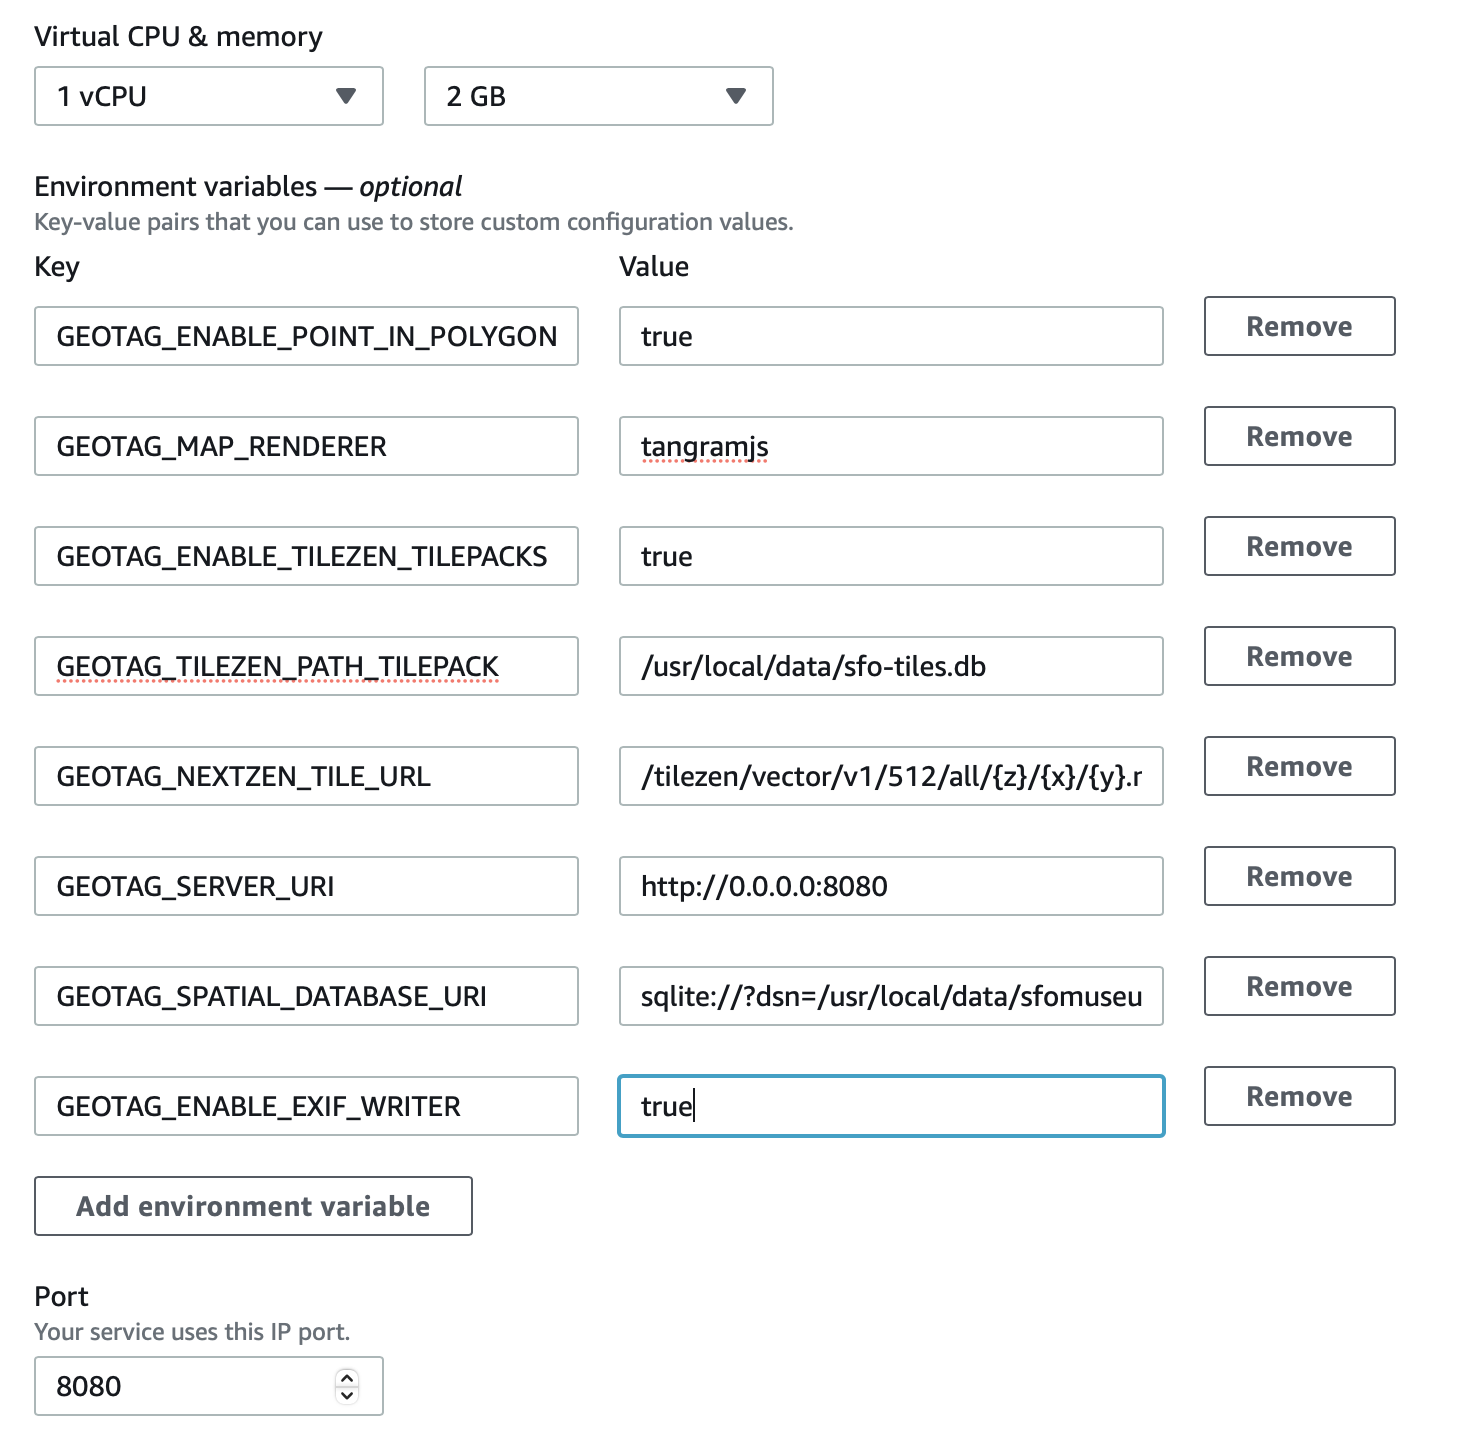 Virtual CPU & memory
1 vCPU 2 GB
Environment variables — optional
Key-value pairs that you can use to store custom configuration values.
Key Value
GEOTAG_ENABLE_POINT_IN_POLYGON true Remove
GEOTAG_MAP_RENDERER tangramjs Remove
GEOTAG_ENABLE_TILEZEN_TILEPACKS true Remove
GEOTAG_TILEZEN_PATH_TILEPACK /usr/local/data/sfo-tiles.db Remove
GEOTAG_NEXTZEN_TILE_URL /tilezen/vector/v1/512/all/{z}/{x}/{y}.r Remove
GEOTAG_SERVER_URI http://0.0.0.0:8080 Remove
GEOTAG_SPATIAL_DATABASE_URI sqlite://?dsn=/usr/local/data/sfomuseu Remove
GEOTAG_ENABLE_EXIF_WRITER true Remove
Add environment variable
Port
Your service uses this IP port.
8080